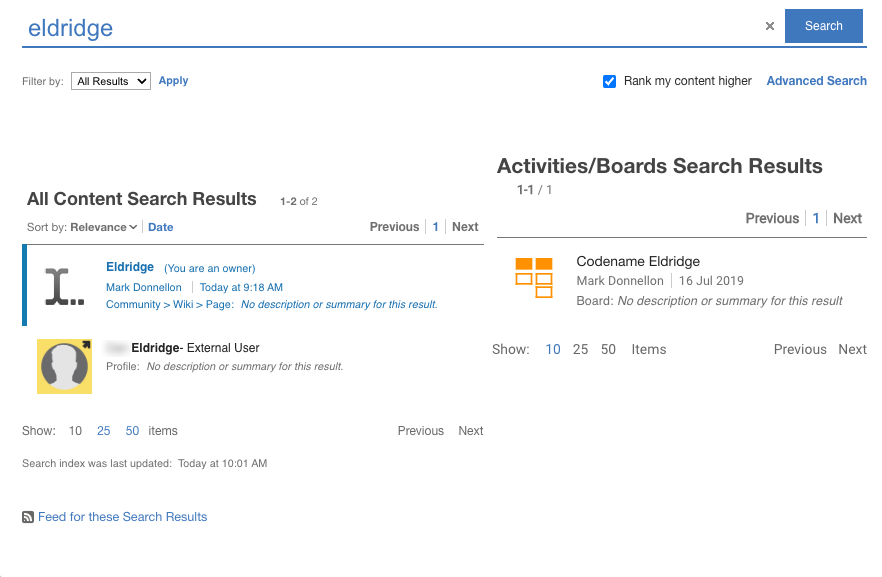 eldridge
× Search
Filter by: All Results Apply
Rank my content higher Advanced Search
All Content Search Results 1-2 of 2
Sort by: Relevance Date Previous 1 Next
Eldridge (You are an owner)
Mark Donnellon Today at 9:18 AM
Community > Wiki > Page: No description or summary for this result.
Eldridge- External User
Profile: No description or summary for this result.
Show: 10 25 50 items Previous Next
Search index was last updated: Today at 10:01 AM
Feed for these Search Results
Activities/Boards Search Results
1-1 / 1
Previous 1 Next
Codename Eldridge
Mark Donnellon 16 Jul 2019
Board: No description or summary for this result
Show: 10 25 50 Items Previous Next